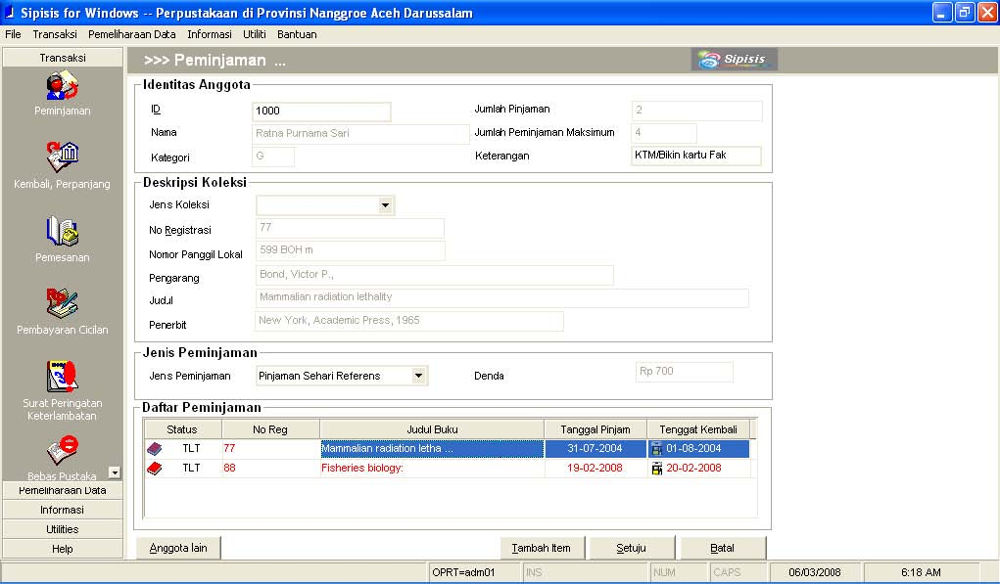 Sipisis for Windows -- Perpustakaan di Provinsi Nanggroe Aceh Darussalam
File Transaksi Pemeliharaan Data Informasi Utiliti Bantuan
Transaksi
Peminjaman
Kembali, Perpanjang
Pemesanan
Pembayaran Cicilan
Surat Peringatan
Keterlambatan
Bebas Pustaka
Pemeliharaan Data
Informasi
Utilities
Help
>>> Peminjaman ...
Sipisis
Identitas Anggota
ID 1000 Jumlah Pinjaman 2
Nama Ratna Purnama Sari Jumlah Peminjaman Maksimum 4
Kategori G Keterangan KTM/Bikin kartu Fak
Deskripsi Koleksi
Jenis Koleksi
No Registrasi 77
Nomor Panggil Lokal 599 BOH m
Pengarang Bond, Victor P.,
Judul Mammalian radiation lethality
Penerbit New York, Academic Press, 1965
Jenis Peminjaman
Jenis Peminjaman Pinjaman Sehari Referens Denda Rp 700
Daftar Peminjaman
Status No Reg Judul Buku Tanggal Pinjam Tenggat Kembali
TLT 77 Mammalian radiation letha ... 31-07-2004 01-08-2004
TLT 88 Fisheries biology: 19-02-2008 20-02-2008
Anggota lain Tambah Item Setuju Batal
OPRT=adm01 INS NUM CAPS 06/03/2008 6:18 AM